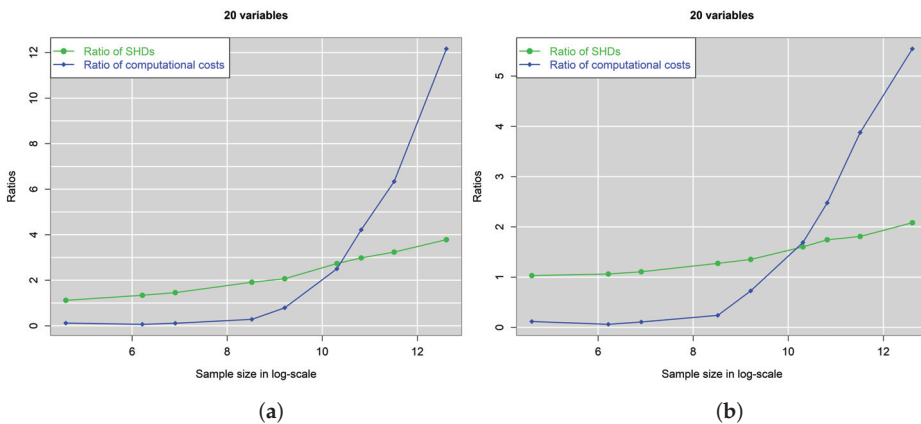 20 variables
Ratio of SHDs
Ratio of computational costs
Ratios
0
2
4
6
8
10
12
6
8
10
12
Sample size in log-scale
(a)
20 variables
Ratio of SHDs
Ratio of computational costs
Ratios
0
1
2
3
4
5
6
8
10
12
Sample size in log-scale
(b)